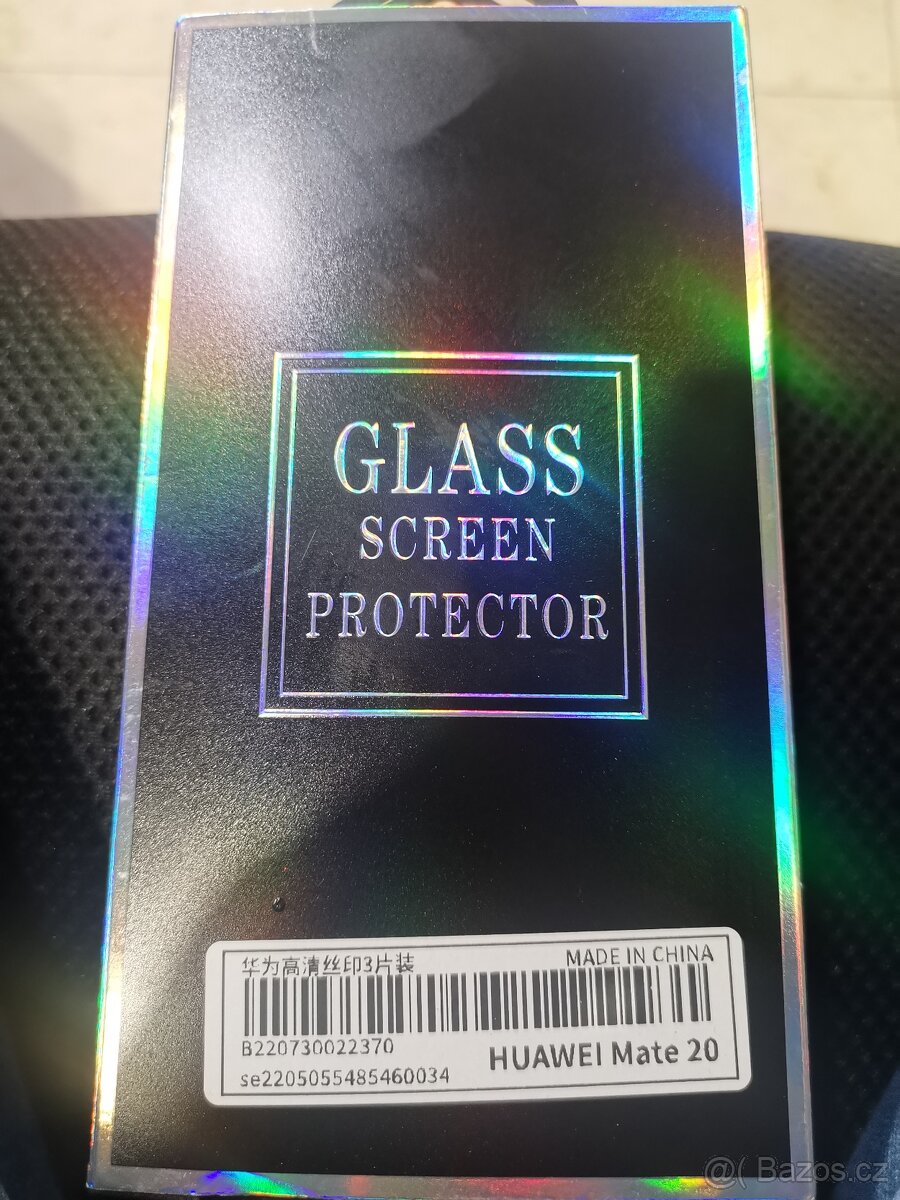 GLASS
SCREEN
PROTECTOR
华为高清丝印3片装
MADE IN CHINA
B220730022370
HUAWEI Mate 20
se2205055485460034
@( Bazos.cz